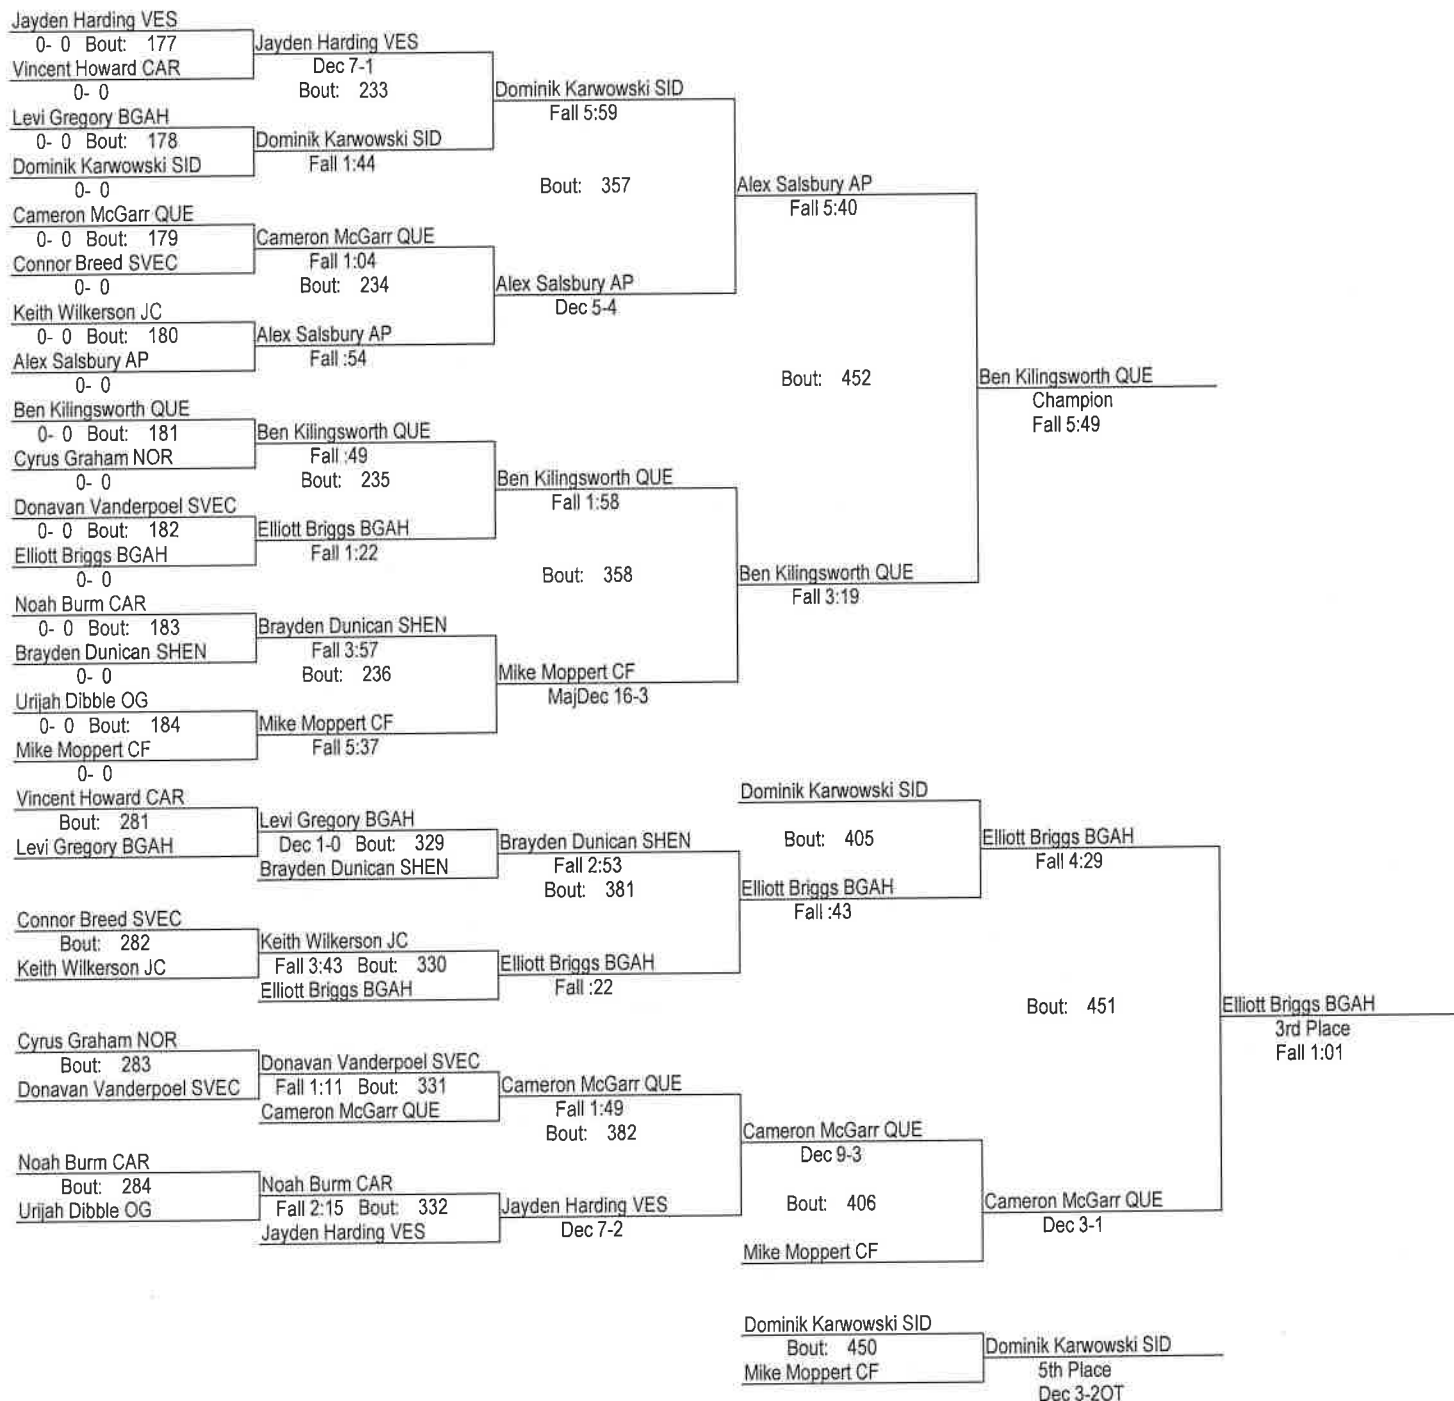 Jayden Harding VES
0- 0 Bout: 177
Vincent Howard CAR
0- 0
Levi Gregory BGAH
0- 0 Bout: 178
Dominik Karwowski SID
0- 0
Cameron McGarr QUE
0- 0 Bout: 179
Connor Breed SVEC
0- 0
Keith Wilkerson JC
0- 0 Bout: 180
Alex Salsbury AP
0- 0
Ben Kilingsworth QUE
0- 0 Bout: 181
Cyrus Graham NOR
0- 0
Donavan Vanderpoel SVEC
0- 0 Bout: 182
Elliott Briggs BGAH
0- 0
Noah Burm CAR
0- 0 Bout: 183
Brayden Dunican SHEN
0- 0
Urijah Dibble OG
0- 0 Bout: 184
Mike Moppert CF
0- 0
Jayden Harding VES
Dec 7-1
Bout: 233
Dominik Karwowski SID
Fall 1:44
Cameron McGarr QUE
Fall 1:04
Bout: 234
Alex Salsbury AP
Fall :54
Ben Kilingsworth QUE
Fall :49
Bout: 235
Elliott Briggs BGAH
Fall 1:22
Brayden Dunican SHEN
Fall 3:57
Bout: 236
Mike Moppert CF
Fall 5:37
Dominik Karwowski SID
Fall 5:59
Bout: 357
Alex Salsbury AP
Dec 5-4
Ben Kilingsworth QUE
Fall 1:58
Bout: 358
Mike Moppert CF
MajDec 16-3
Alex Salsbury AP
Fall 5:40
Bout: 452
Ben Kilingsworth QUE
Fall 3:19
Ben Kilingsworth QUE
Champion
Fall 5:49
Vincent Howard CAR
Bout: 281
Levi Gregory BGAH
Connor Breed SVEC
Bout: 282
Keith Wilkerson JC
Cyrus Graham NOR
Bout: 283
Donavan Vanderpoel SVEC
Noah Burm CAR
Bout: 284
Urijah Dibble OG
Levi Gregory BGAH
Dec 1-0 Bout: 329
Brayden Dunican SHEN
Keith Wilkerson JC
Fall 3:43 Bout: 330
Elliott Briggs BGAH
Donavan Vanderpoel SVEC
Fall 1:11 Bout: 331
Cameron McGarr QUE
Noah Burm CAR
Fall 2:15 Bout: 332
Jayden Harding VES
Brayden Dunican SHEN
Fall 2:53
Bout: 381
Elliott Briggs BGAH
Fall :22
Cameron McGarr QUE
Fall 1:49
Bout: 382
Jayden Harding VES
Dec 7-2
Dominik Karwowski SID
Bout: 405
Elliott Briggs BGAH
Fall :43
Cameron McGarr QUE
Dec 9-3
Bout: 406
Mike Moppert CF
Elliott Briggs BGAH
Fall 4:29
Bout: 451
Cameron McGarr QUE
Dec 3-1
Elliott Briggs BGAH
3rd Place
Fall 1:01
Dominik Karwowski SID
Bout: 450
Mike Moppert CF
Dominik Karwowski SID
5th Place
Dec 3-2OT